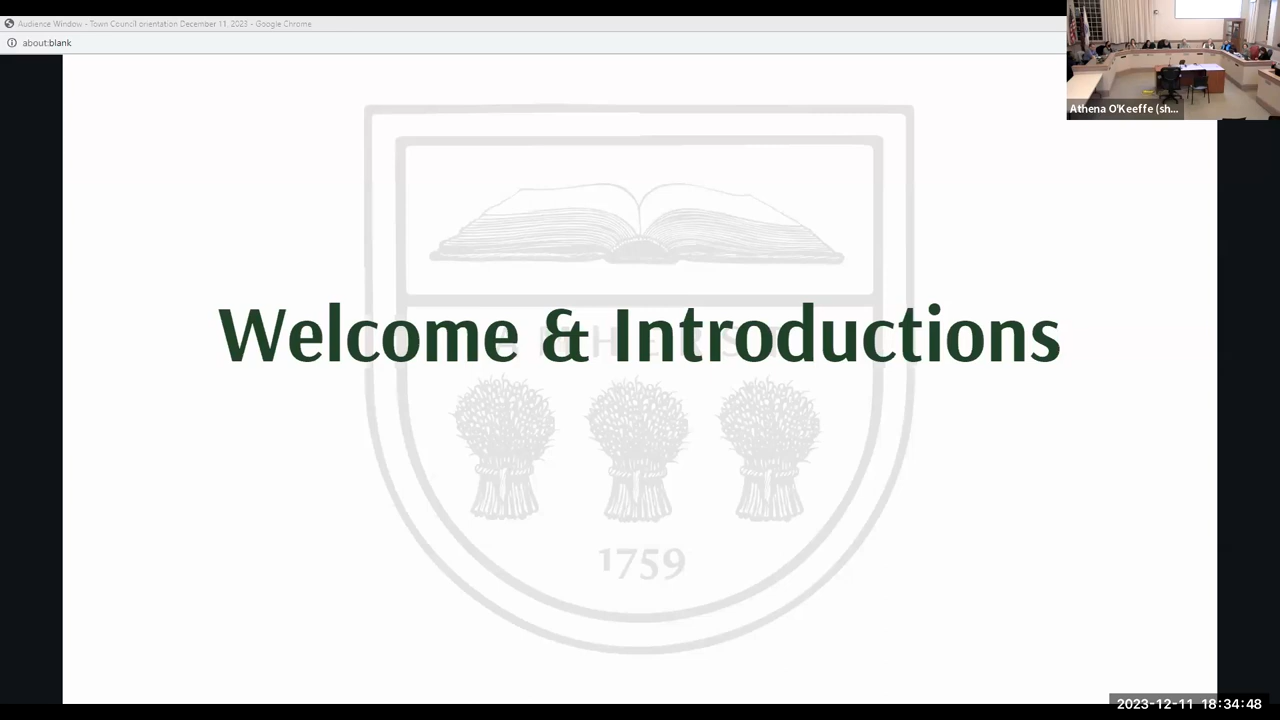 Audience Window - Town Council orientation December 11, 2023 - Google Chrome
about:blank
Athena O'Keeffe (sh...
AMHERST
Welcome & Introductions
1759
2023-12-11 18:34:48